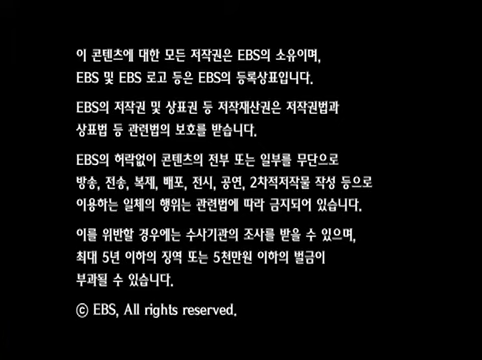 이 콘텐츠에 대한 모든 저작권은 EBS의 소유이며,
EBS 및 EBS 로고 등은 EBS의 등록상표입니다.
EBS의 저작권 및 상표권 등 저작재산권은 저작권법과
상표법 등 관련법의 보호를 받습니다.
EBS의 허락없이 콘텐츠의 전부 또는 일부를 무단으로
방송, 전송, 복제, 배포, 전시, 공연, 2차적저작물 작성 등으로
이용하는 일체의 행위는 관련법에 따라 금지되어 있습니다.
이를 위반할 경우에는 수사기관의 조사를 받을 수 있으며,
최대 5년 이하의 징역 또는 5천만원 이하의 벌금이
부과될 수 있습니다.
ⓒ EBS, All rights reserved.